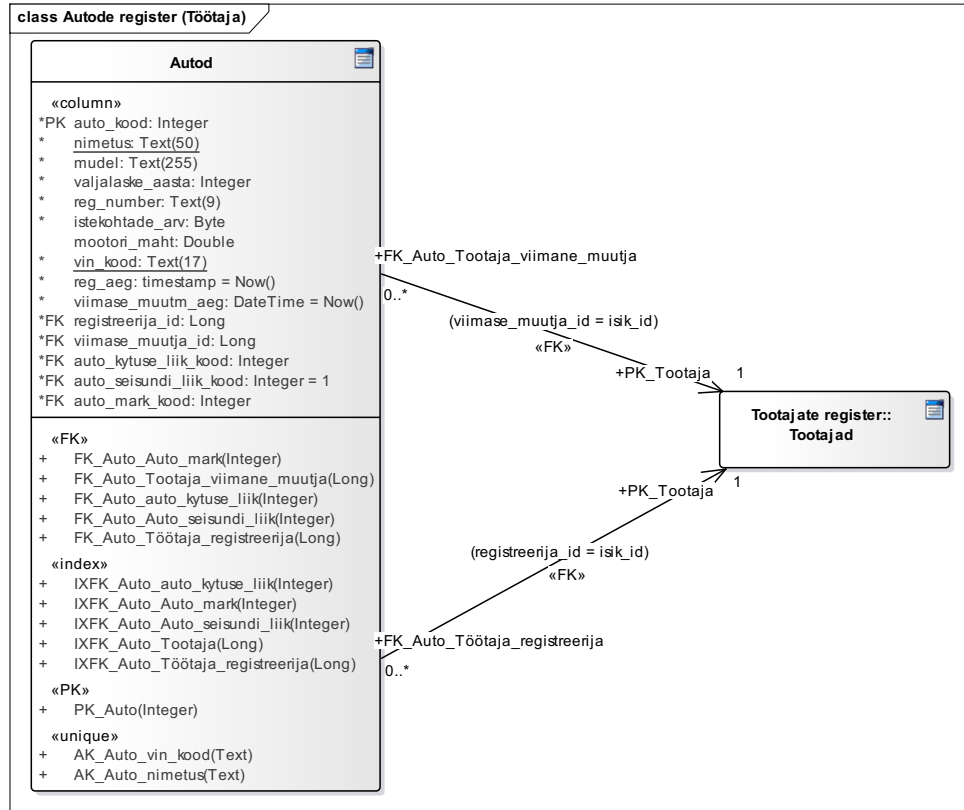 class Autode register (Töötaja)
Autod
«column»
*PK auto_kood: Integer
* nimetus: Text(50)
* mudel: Text(255)
* valjalaske_aasta: Integer
* reg_number: Text(9)
* istekohtade_arv: Byte
mootori_maht: Double
* vin_kood: Text(17)
* reg_aeg: timestamp = Now()
* viimase_muutm_aeg: DateTime = Now()
*FK registreerija_id: Long
*FK viimase_muutja_id: Long
*FK auto_kytuse_liik_kood: Integer
*FK auto_seisundi_liik_kood: Integer = 1
*FK auto_mark_kood: Integer
«FK»
+ FK_Auto_Auto_mark(Integer)
+ FK_Auto_Tootaja_viimane_muutja(Long)
+ FK_Auto_auto_kytuse_liik(Integer)
+ FK_Auto_Auto_seisundi_liik(Integer)
+ FK_Auto_Töötaja_registreerija(Long)
«index»
+ IXFK_Auto_auto_kytuse_liik(Integer)
+ IXFK_Auto_Auto_mark(Integer)
+ IXFK_Auto_Auto_seisundi_liik(Integer)
+ IXFK_Auto_Tootaja(Long)
+ IXFK_Auto_Töötaja_registreerija(Long)
«PK»
+ PK_Auto(Integer)
«unique»
+ AK_Auto_vin_kood(Text)
+ AK_Auto_nimetus(Text)
+FK_Auto_Tootaja_viimane_muutja
0..*
(viimase_muutja_id = isik_id)
«FK»
+PK_Tootaja 1
Tootajate register::
Tootajad
+PK_Tootaja 1
(registreerija_id = isik_id)
«FK»
+FK_Auto_Töötaja_registreerija
0..*